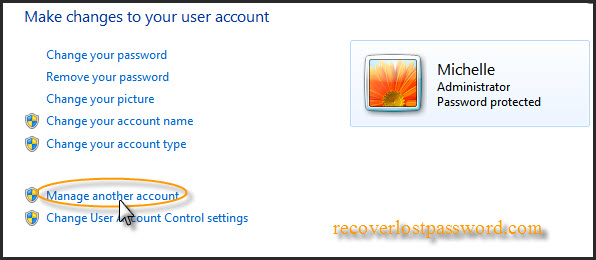 Make changes to your user account
Change your password
Remove your password
Change your picture
Change your account name
Change your account type
Manage another account
Change User Account Control settings
Michelle
Administrator
Password protected
recoverlostpassword.com